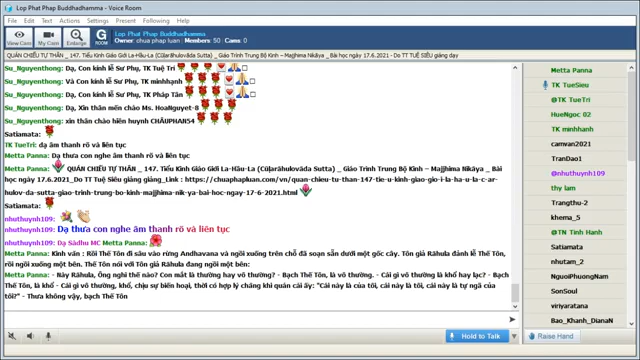 Lop Phat Phap Buddhadhamma - Voice Room
File Edit Text Actions Settings Present Following Help
View Cam
My Cam
Enlarge
G
ROOM
Lop Phat Phap Buddhadhamma
Owner: chua phap luan : Members: 50 : Cams: 0
QUÁN CHIẾU TỰ THÂN _ 147. Tiểu Kinh Giáo Giới La-Hầu-La (Cūḷarāhulovāda Sutta) _ Giáo Trình Trung Bộ Kinh – Majjhima Nikāya _Bài học ngày 17.6.2021 _ Do TT TUỆ SIÊU giảng dạy
Su_Nguyenthong: Dạ, Con kính lễ Sư Phụ, TK Tuệ Tri
Su_Nguyenthong: Và Con kính lễ Sư Phụ, TK minhhạnh
Su_Nguyenthong: Dạ, Con kính lễ Sư Phụ, TK Pháp Tân
Su_Nguyenthong: Dạ, Xin thân mến chào Ms. HoaNguyet-8
Su_Nguyenthong: xin thân chào hiền huynh CHÂUPHAN54
Satiamata:
TK TueTri: dạ âm thanh rõ và liên tục
Metta Panna: Dạ thưa con nghe âm thanh rõ và liên tục
Metta Panna: QUÁN CHIẾU TỰ THÂN _ 147. Tiểu Kinh Giáo Giới La-Hầu-La (Cūḷarāhulovāda Sutta) _ Giáo Trình Trung Bộ Kinh – Majjhima Nikāya _Bài
học ngày 17.6.2021 _ Do TT Tuệ Siêu giảng _Link : https://chuaphapluan.com/vn/quan-chieu-tu-than-147-tie-u-kinh-giao-gio-i-la-ha-u-la-c-ar-
ahulov-da-sutta-giao-trinh-trung-bo-kinh-majjhima-nik-ya-bai-hoc-ngay-17-6-2021.html
Satiamata:
nhuthuynh109:
nhuthuynh109: Dạ thưa con nghe âm thanh rõ và liên tục
nhuthuynh109: Dạ Sādhu MC Metta Panna:
Metta Panna: Kinh văn : Rồi Thế Tôn đi sâu vào rừng Andhavana và ngồi xuống trên chỗ đã soạn sẵn dưới một gốc cây. Tôn giả Rāhula đảnh lễ Thế Tôn,
rồi ngồi xuống một bên. Thế Tôn nói với Tôn giả Rāhula đang ngồi một bên:
Metta Panna: - Này Rāhula, Ông nghĩ thế nào? Con mắt là thường hay vô thường? - Bạch Thế Tôn, là vô thường. - Cái gì vô thường là khổ hay lạc? - Bạch
Thế Tôn, là khổ - Cái gì vô thường, khổ, chịu sự biến hoại, thời có hợp lý chăng khi quán cái ấy: "Cái này là của tôi, cái này là tôi, cái này là tự ngã của
tôi?" - Thưa không vậy, bạch Thế Tôn
Hold to Talk
Metta Panna
TK TueSieu
@TK TueTri
HueNgoc 02
TK minhhanh
camvan2021
TranDao1
@nhuthuynh109
thy lam
Trangthu-2
khema_5
@TN Tinh Hanh
Satiamata
nhutam_2
NguoiPhuongNam
SonSoul
viriyaratana
Bao_Khanh_DianaN
Raise Hand